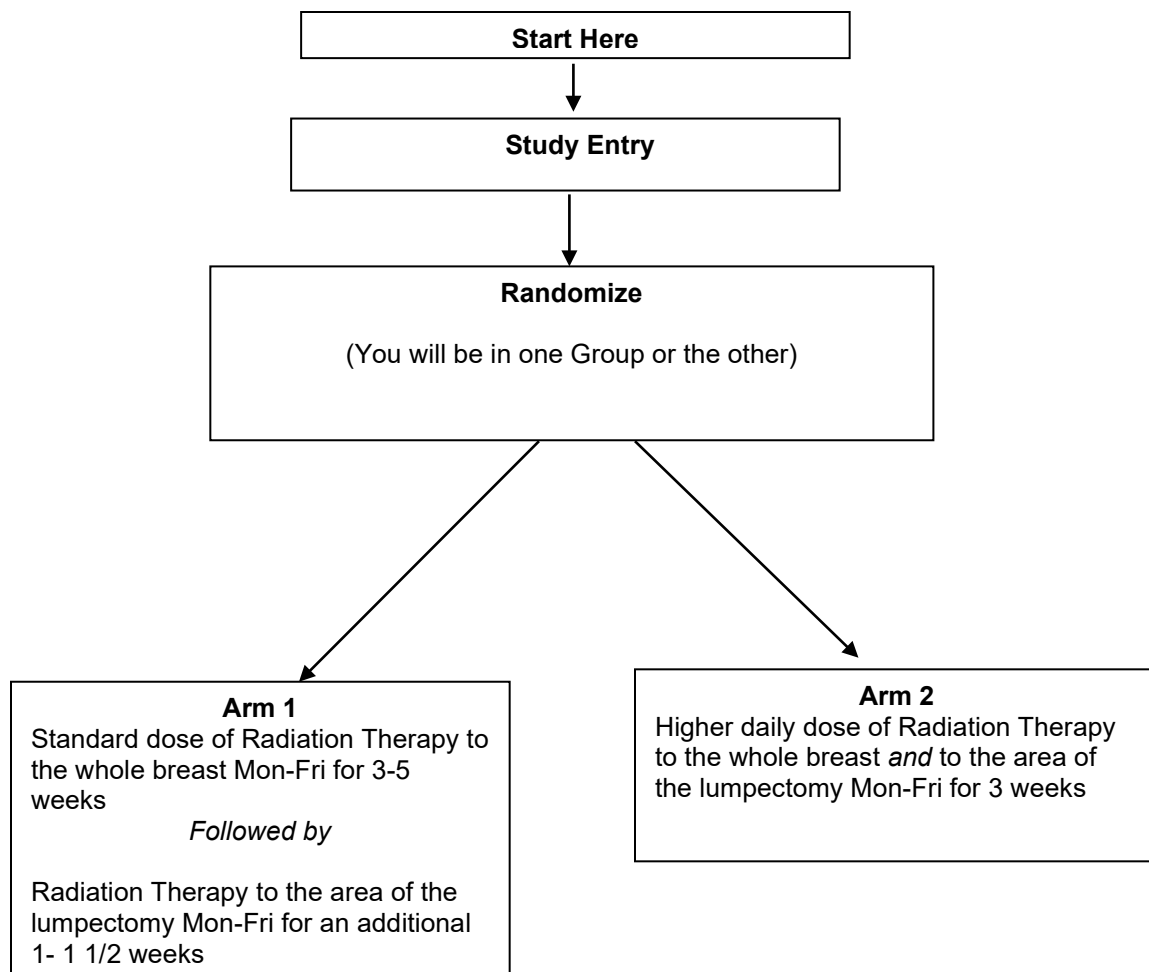 Start Here
Study Entry
Randomize
(You will be in one Group or the other)
Arm 1
Standard dose of Radiation Therapy to
the whole breast Mon-Fri for 3-5
weeks
Followed by
Radiation Therapy to the area of the
lumpectomy Mon-Fri for an additional
1- 1 1/2 weeks
Arm 2
Higher daily dose of Radiation Therapy
to the whole breast and to the area of
the lumpectomy Mon-Fri for 3 weeks